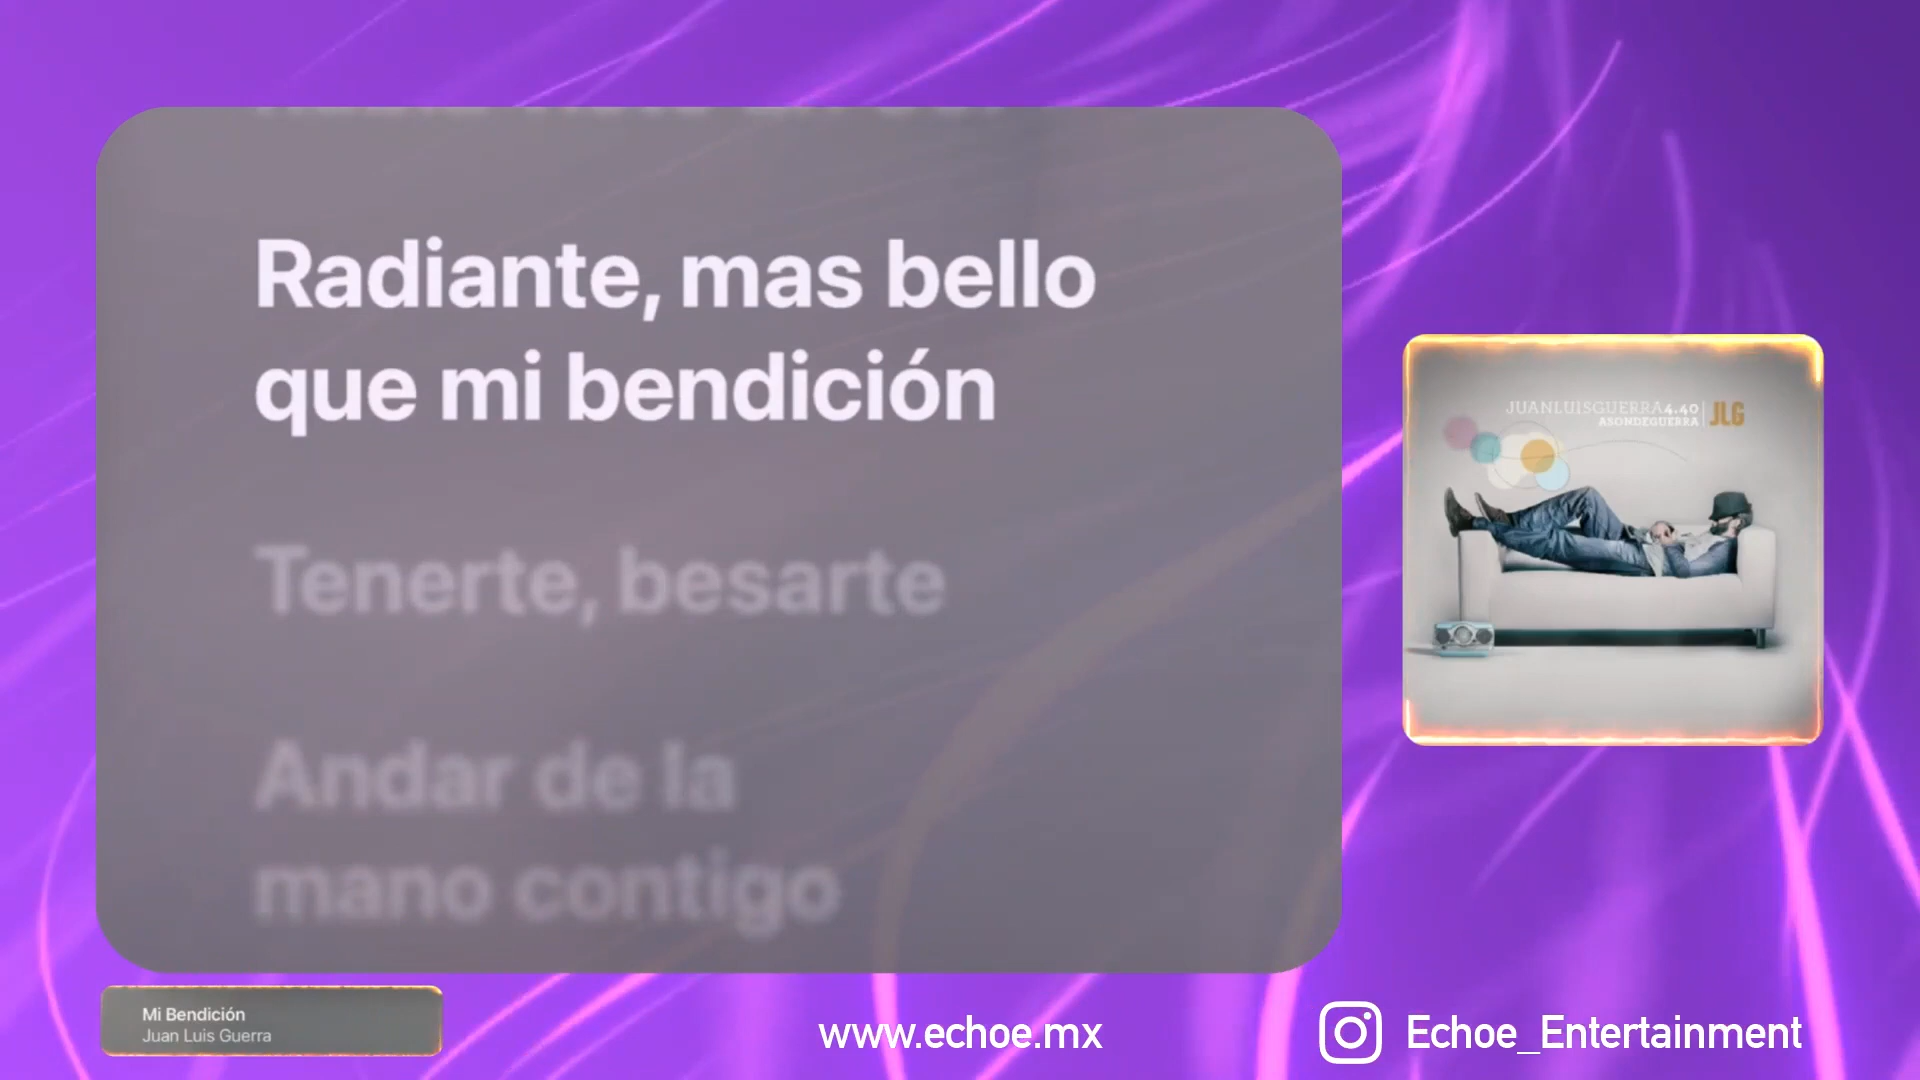 Radiante, mas bello
que mi bendición
Tenerte, besarte
Andar de la
mano contigo
JUANLUISGUERRA4.40
ASONDEGUERRA
JLG
Mi Bendición
Juan Luis Guerra
www.echoe.mx
Echoe_Entertainment